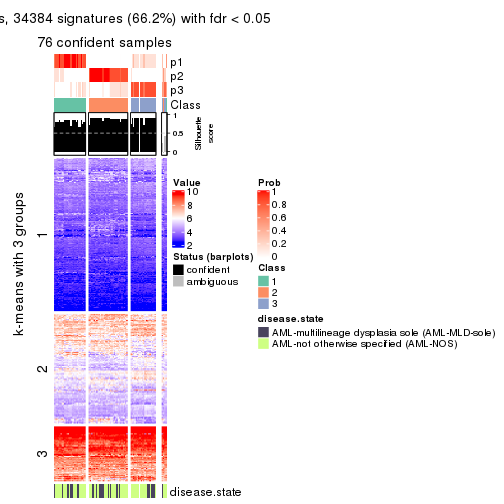 s, 34384 signatures (66.2%) with fdr < 0.05
76 confident samples
p1
p2
p3
Class
1
0.5
0
Silhouette
score
k-means with 3 groups
1
2
3
Value
10
8
6
4
2
Status (barplots)
confident
ambiguous
Prob
1
0.8
0.6
0.4
0.2
0
Class
1
2
3
disease.state
AML-multilineage dysplasia sole (AML-MLD-sole)
AML-not otherwise specified (AML-NOS)
disease.state